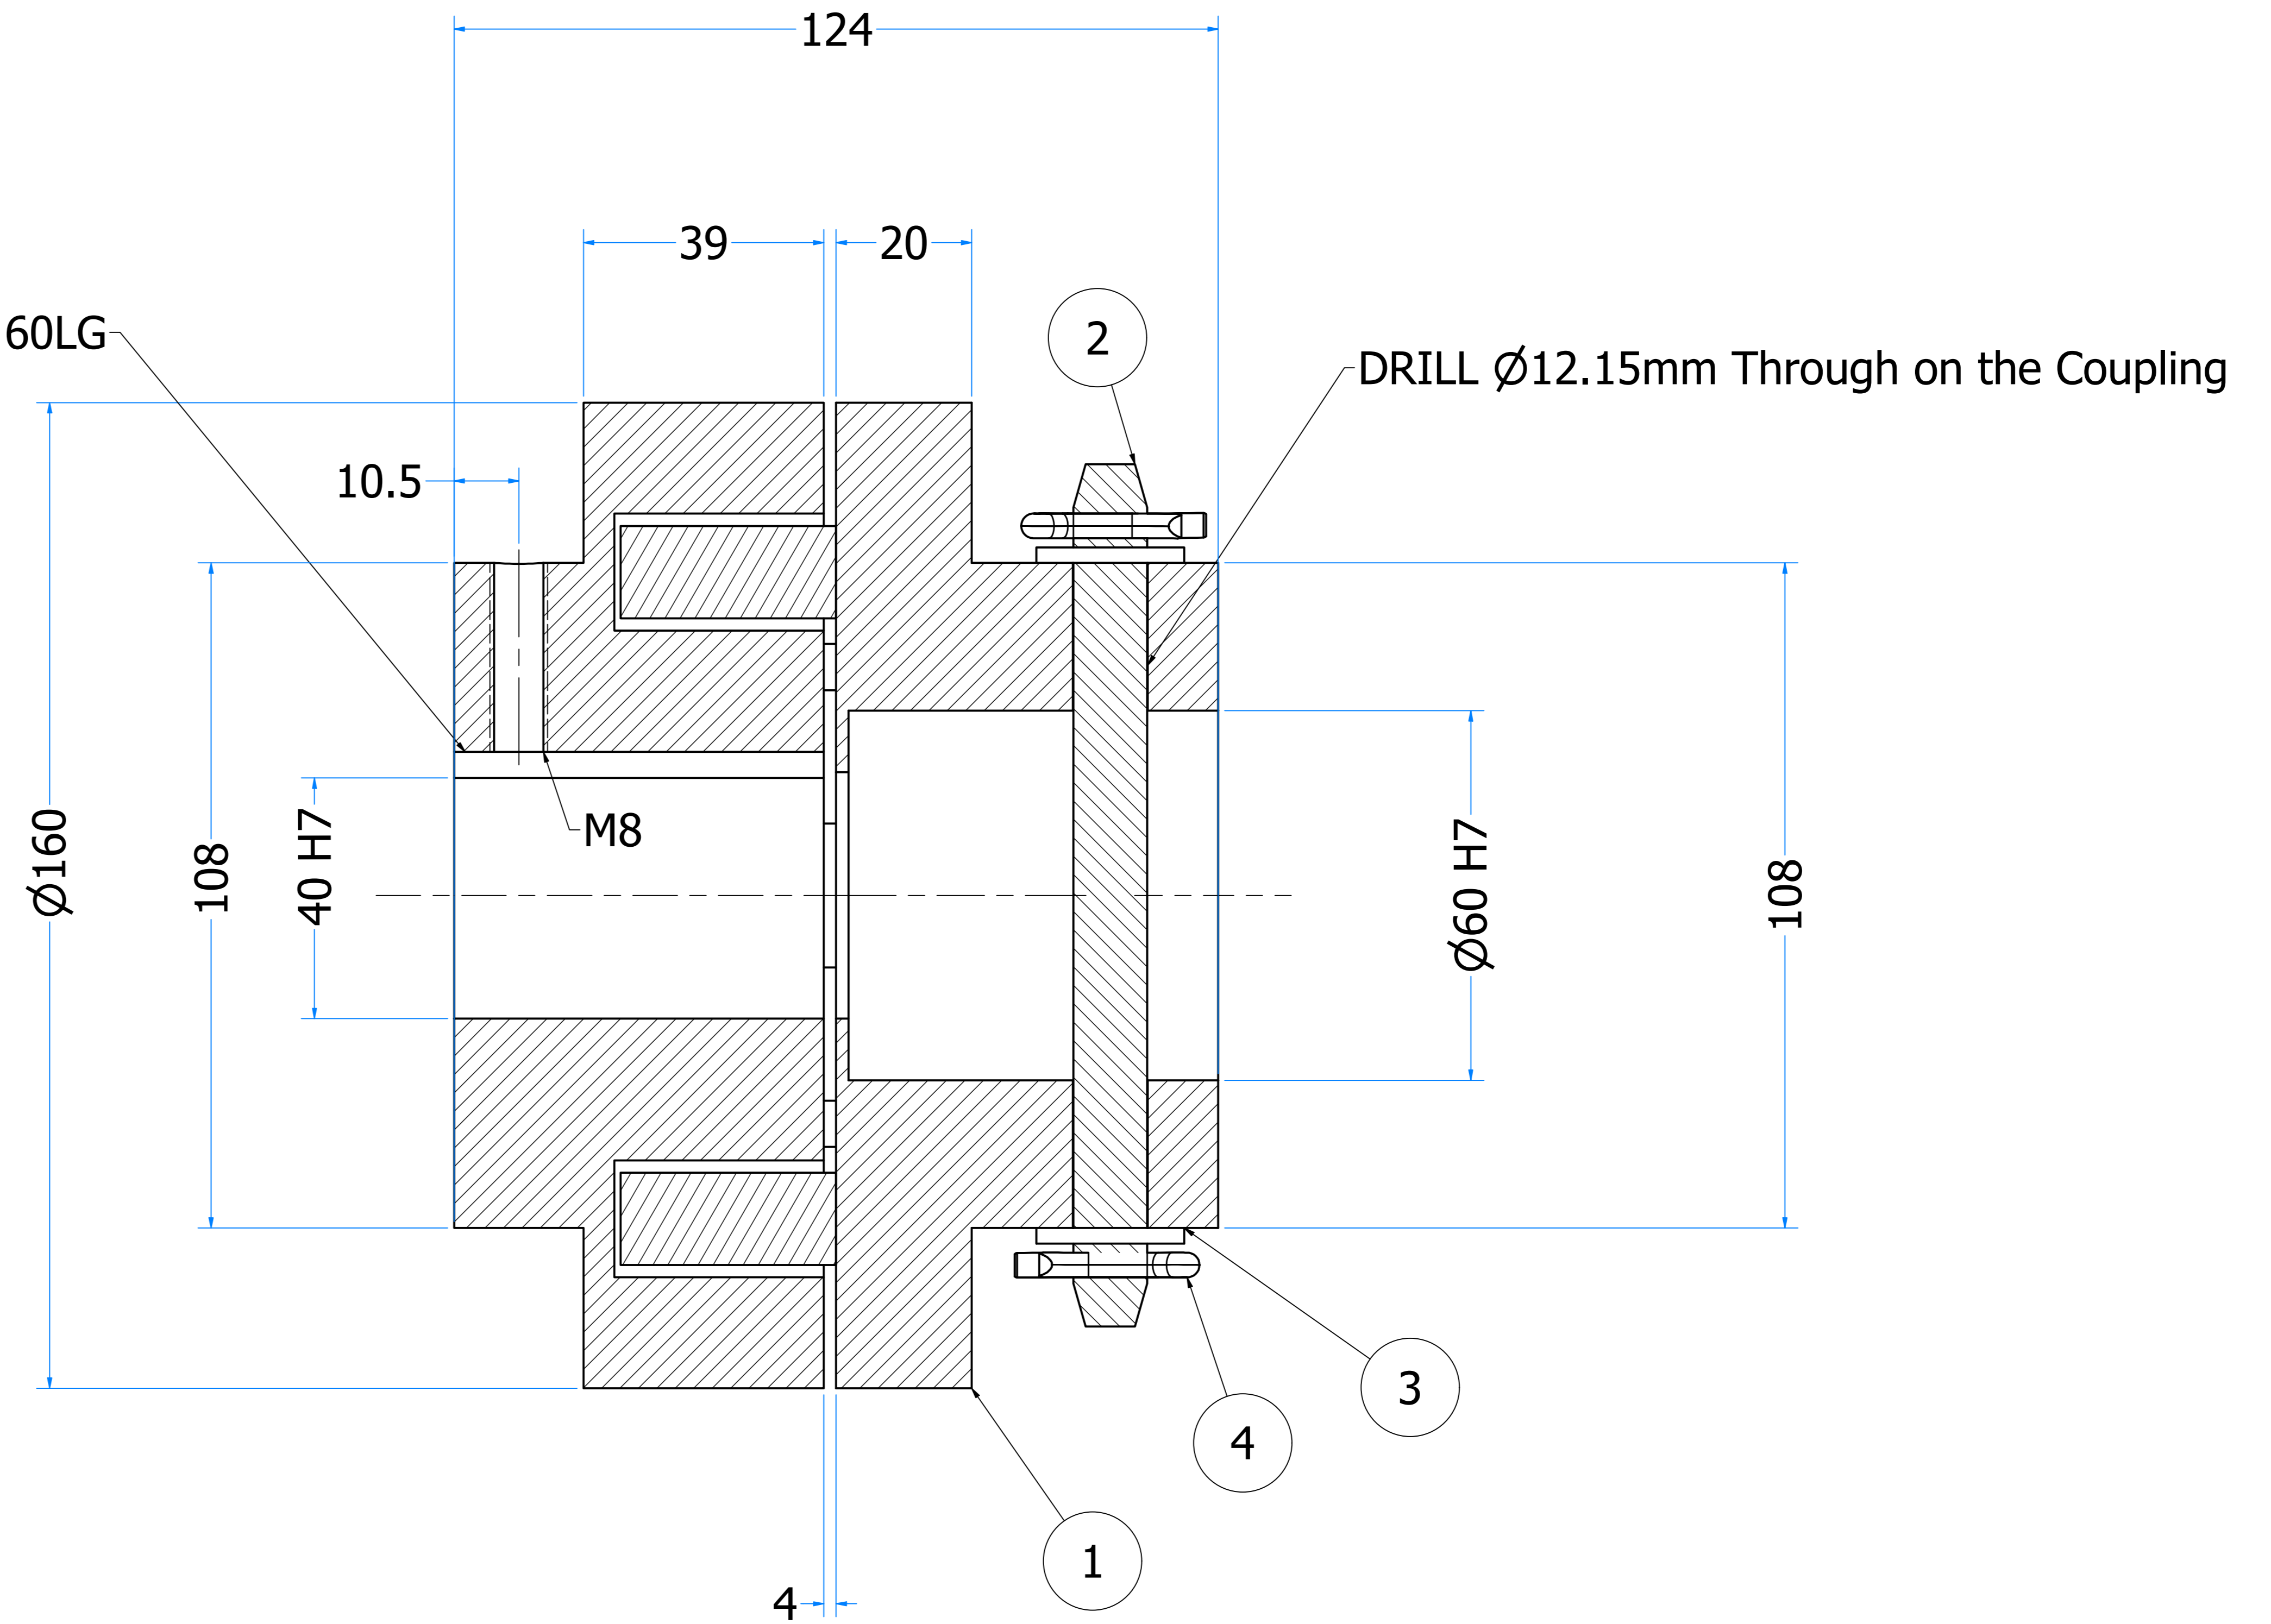 124
39
20
60LG
2
DRILL Ø12.15mm Through on the Coupling
10.5
M8
Ø160
108
40 H7
Ø60 H7
108
3
4
1
4